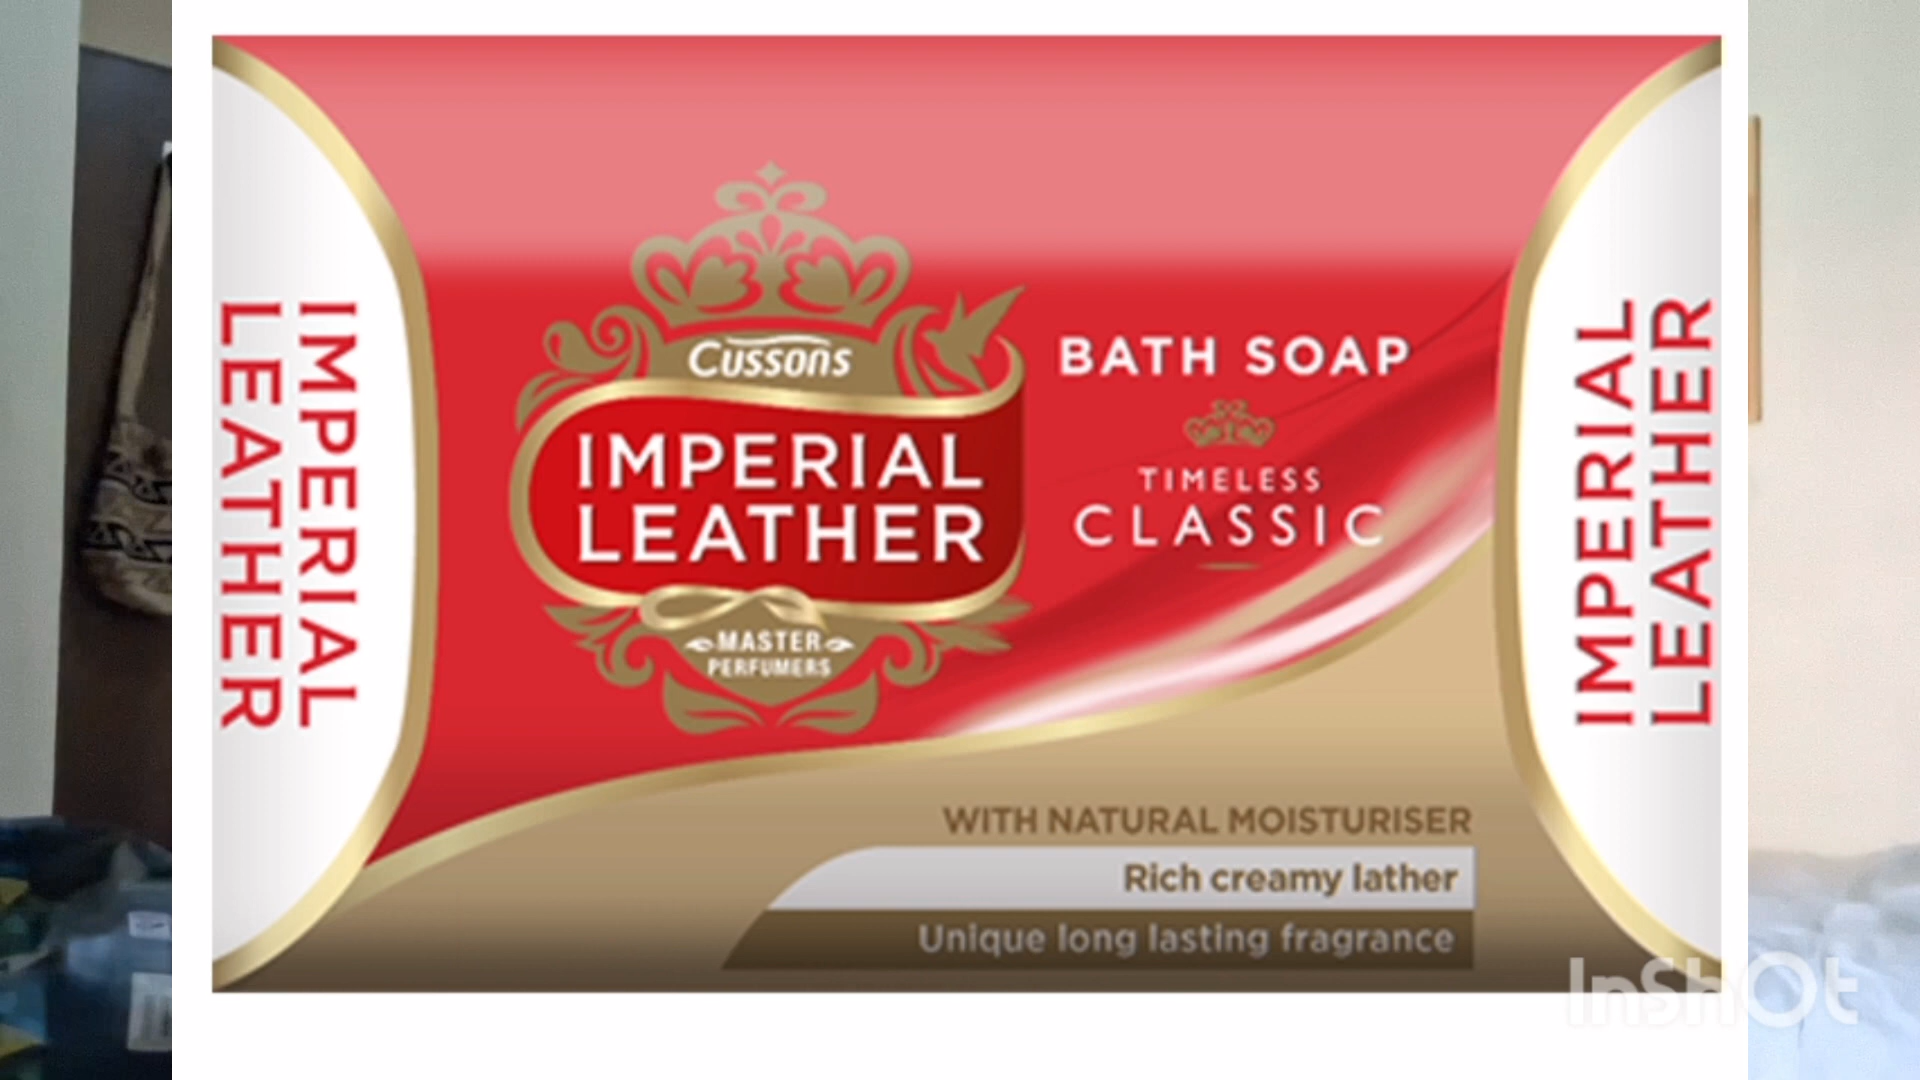 IMPERIAL
LEATHER
Cussons
IMPERIAL
LEATHER
MASTER
PERFUMERS
BATH SOAP
TIMELESS
CLASSIC
WITH NATURAL MOISTURISER
Rich creamy lather
Unique long lasting fragrance
IMPERIAL
LEATHER
InShOt